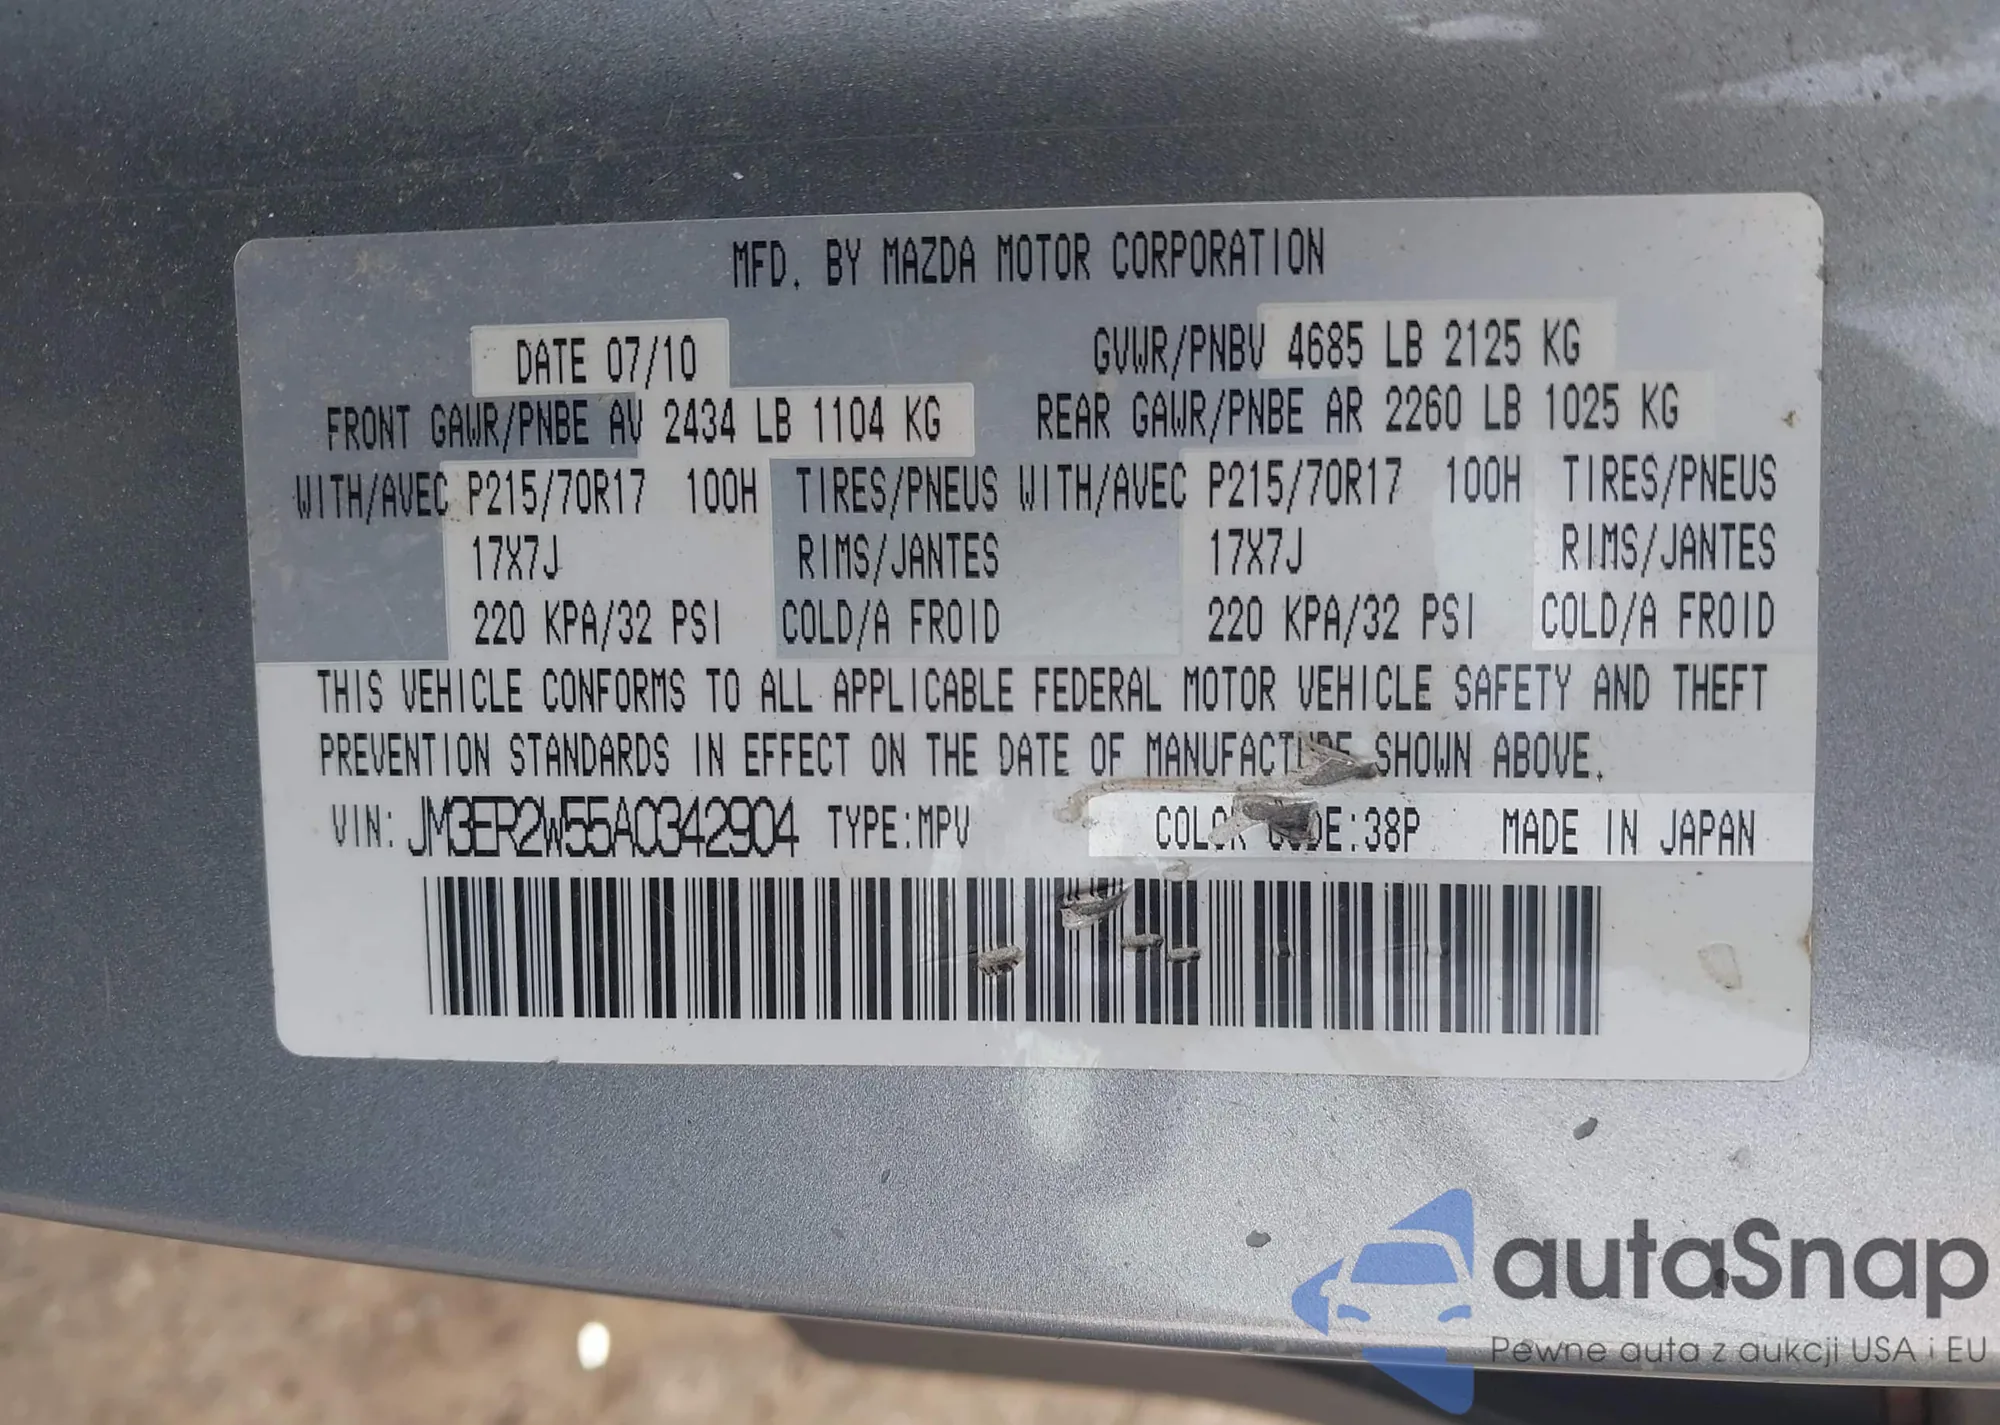 MFD. BY MAZDA MOTOR CORPORATION
DATE 07/10 GVWR/PNBV 4685 LB 2125 KG
FRONT GAWR/PNBE AV 2434 LB 1104 KG REAR GAWR/PNBE AR 2260 LB 1025 KG
WITH/AVEC P215/70R17 100H TIRES/PNEUS WITH/AVEC P215/70R17 100H TIRES/PNEUS
17X7J RIMS/JANTES 17X7J RIMS/JANTES
220 KPA/32 PSI COLD/A FROID 220 KPA/32 PSI COLD/A FROID
THIS VEHICLE CONFORMS TO ALL APPLICABLE FEDERAL MOTOR VEHICLE SAFETY AND THEFT
PREVENTION STANDARDS IN EFFECT ON THE DATE OF MANUFACTURE SHOWN ABOVE.
VIN: JM3ER2W55A0342904 TYPE:MPV COLOR CODE:38P MADE IN JAPAN
autaSnap
Pewne auta z aukcji USA i EU